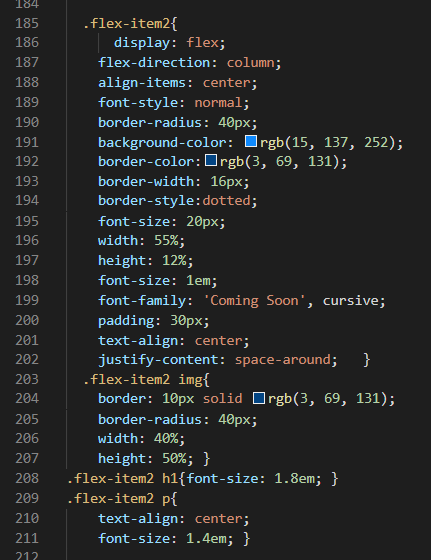 184
185 .flex-item2{
186 display: flex;
187 flex-direction: column;
188 align-items: center;
189 font-style: normal;
190 border-radius: 40px;
191 background-color: rgb(15, 137, 252);
192 border-color:rgb(3, 69, 131);
193 border-width: 16px;
194 border-style:dotted;
195 font-size: 20px;
196 width: 55%;
197 height: 12%;
198 font-size: 1em;
199 font-family: 'Coming Soon', cursive;
200 padding: 30px;
201 text-align: center;
202 justify-content: space-around; }
203 .flex-item2 img{
204 border: 10px solid rgb(3, 69, 131);
205 border-radius: 40px;
206 width: 40%;
207 height: 50%; }
208 .flex-item2 h1{font-size: 1.8em; }
209 .flex-item2 p{
210 text-align: center;
211 font-size: 1.4em; }
212